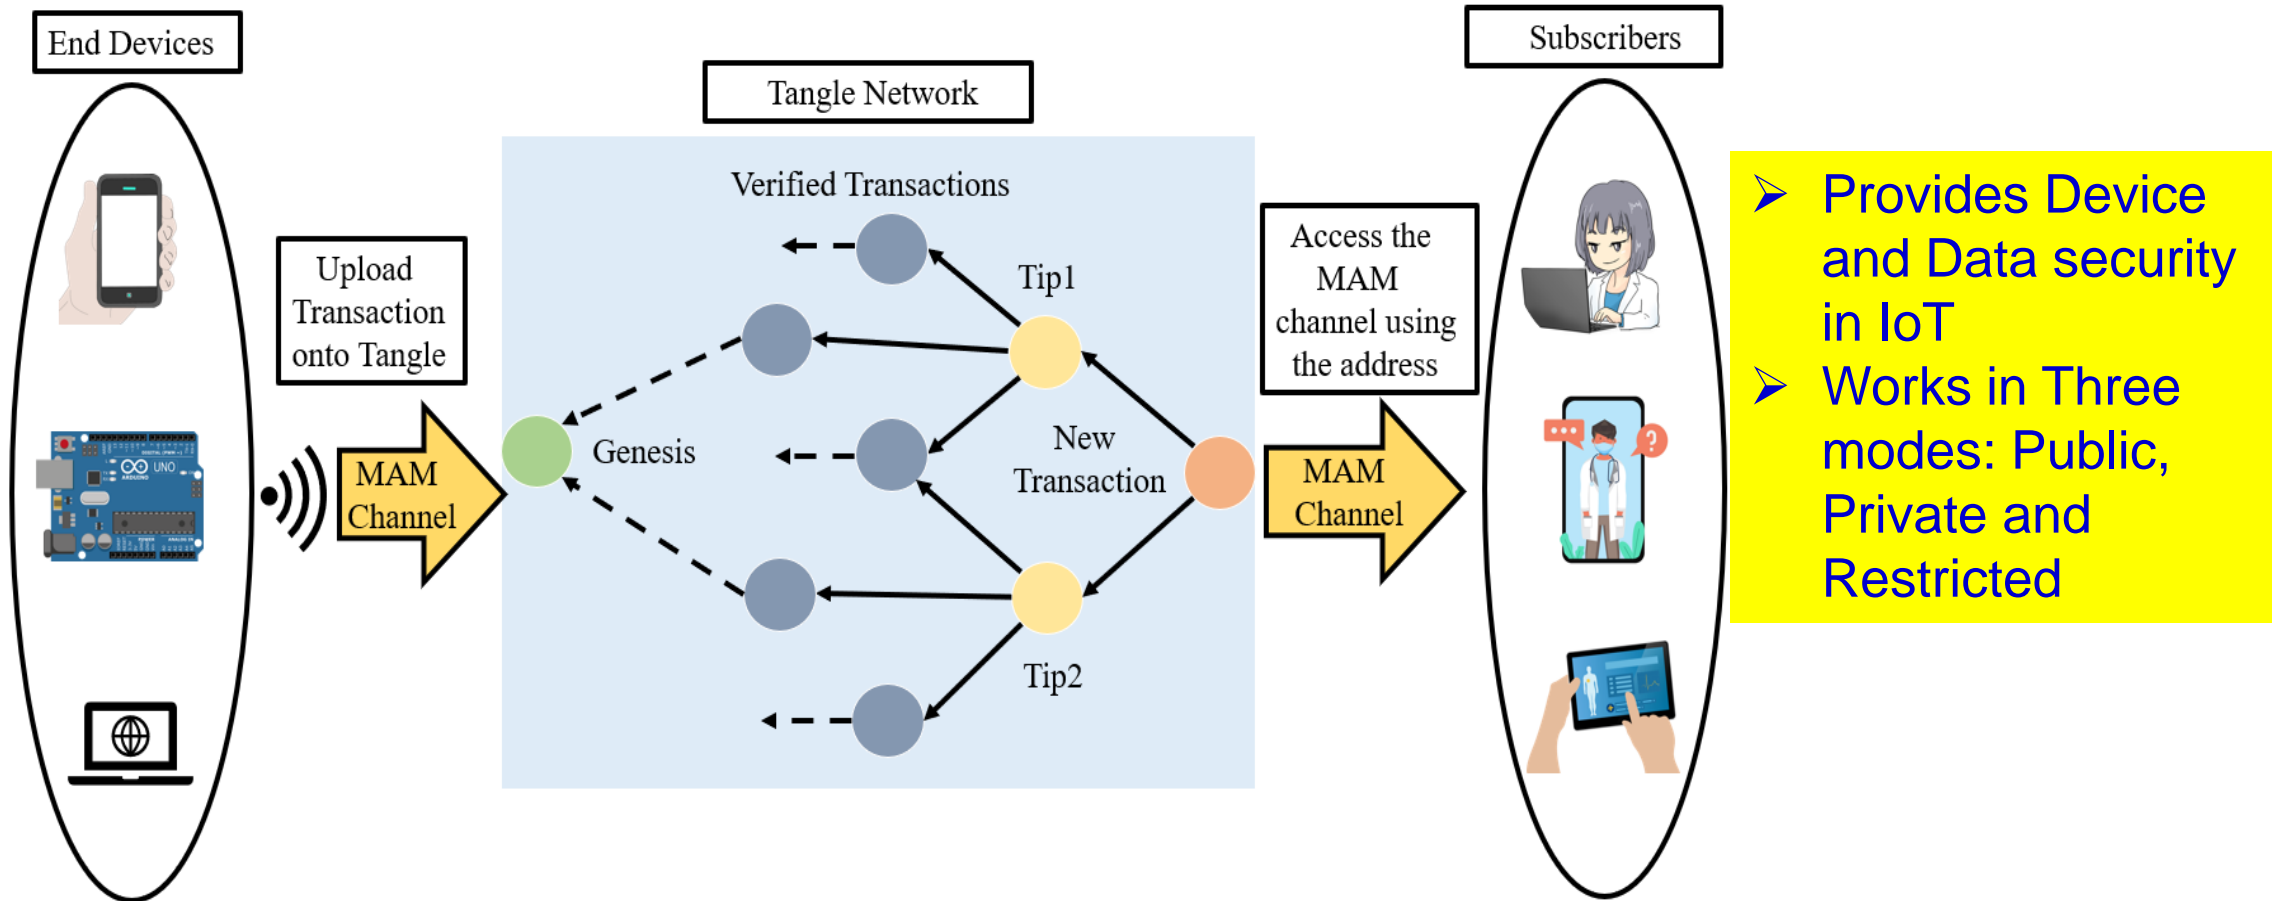 End Devices
Subscribers
Tangle Network
Verified Transactions
Upload
Transaction
onto Tangle
MAM
Channel
Genesis
Tip1
New
Transaction
Tip2
Access the
MAM
channel using
the address
MAM
Channel
UNO
ARDUINO
➢ Provides Device
and Data security
in IoT
➢ Works in Three
modes: Public,
Private and
Restricted